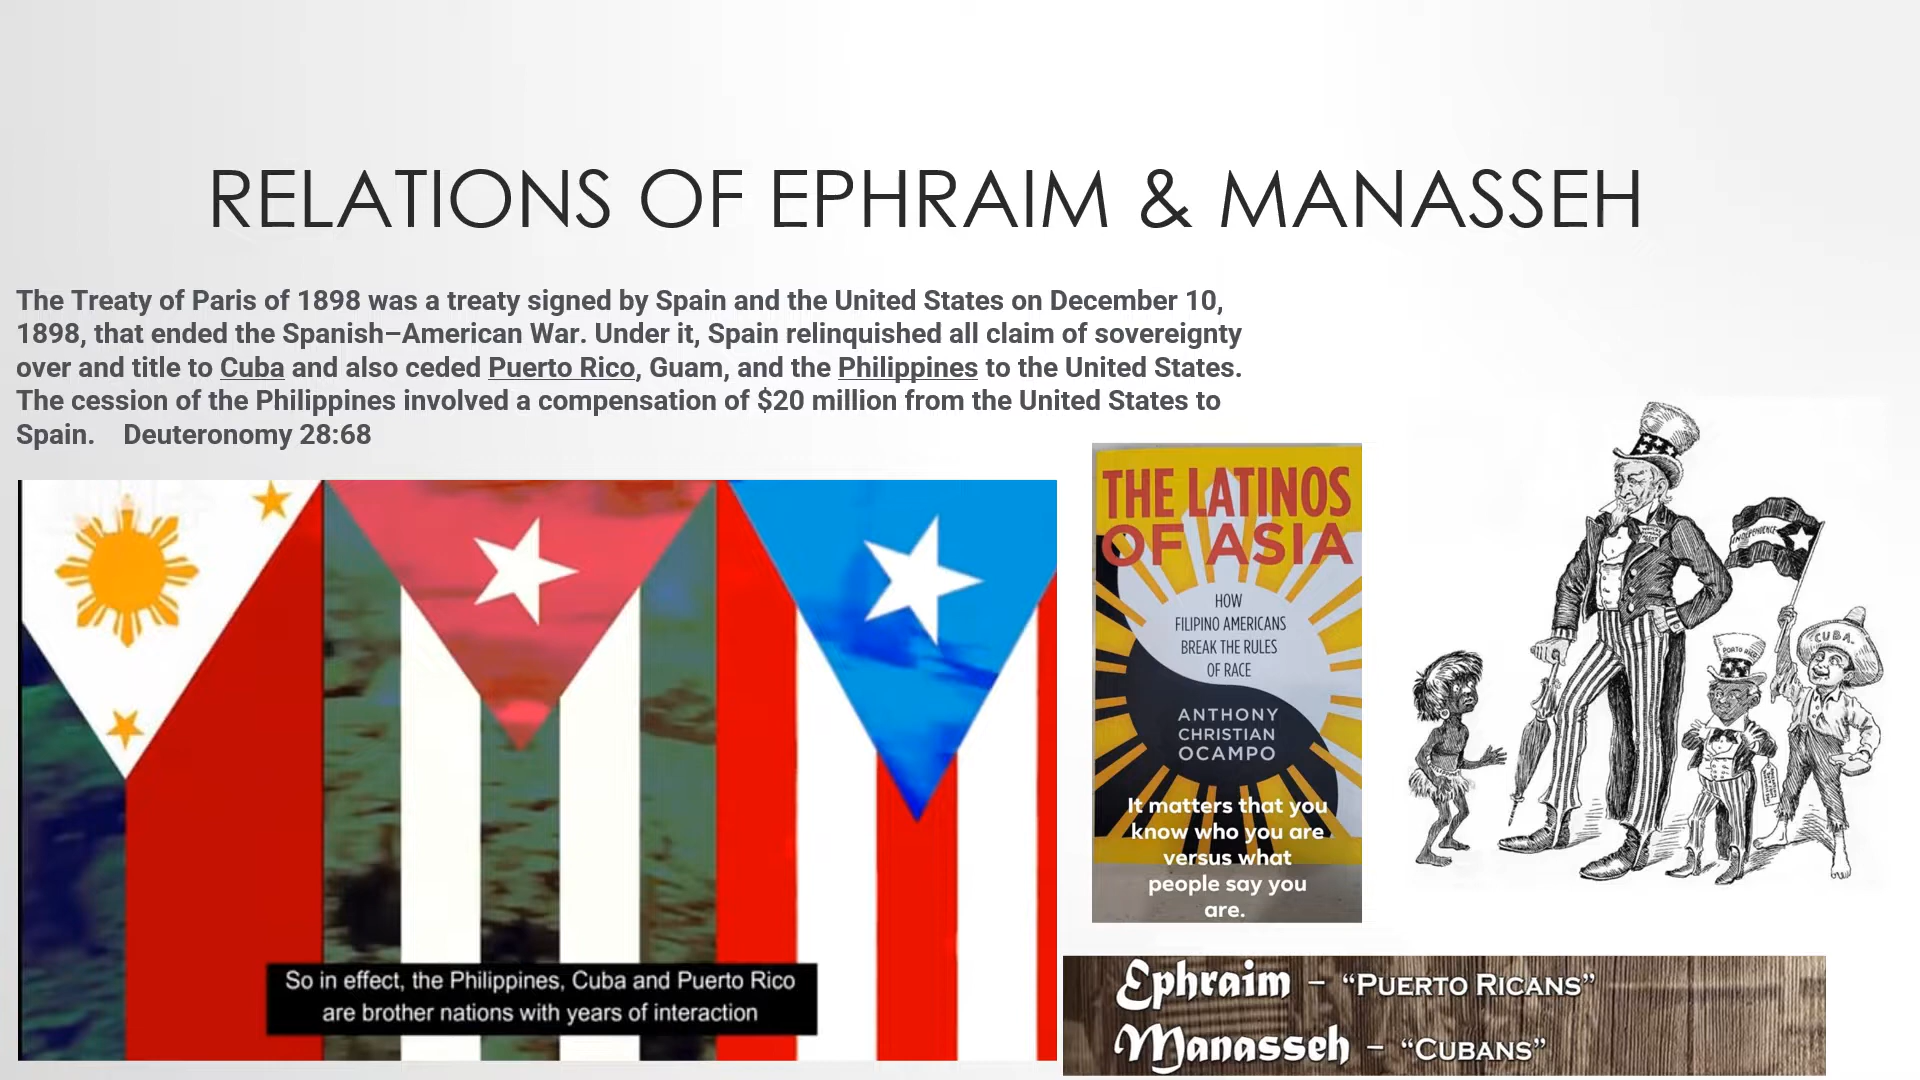 RELATIONS OF EPHRAIM & MANASSEH
The Treaty of Paris of 1898 was a treaty signed by Spain and the United States on December 10,
1898, that ended the Spanish–American War. Under it, Spain relinquished all claim of sovereignty
over and title to Cuba and also ceded Puerto Rico, Guam, and the Philippines to the United States.
The cession of the Philippines involved a compensation of $20 million from the United States to
Spain. Deuteronomy 28:68
So in effect, the Philippines, Cuba and Puerto Rico
are brother nations with years of interaction
THE LATINOS
OF ASIA
HOW
FILIPINO AMERICANS
BREAK THE RULES
OF RACE
ANTHONY
CHRISTIAN
OCAMPO
It matters that you
know who you are
versus what
people say you
are.
INDEPENDENCE
CUBA.
PORTO RICO
Ephraim – “PUERTO RICANS”
Manasseh – “CUBANS”